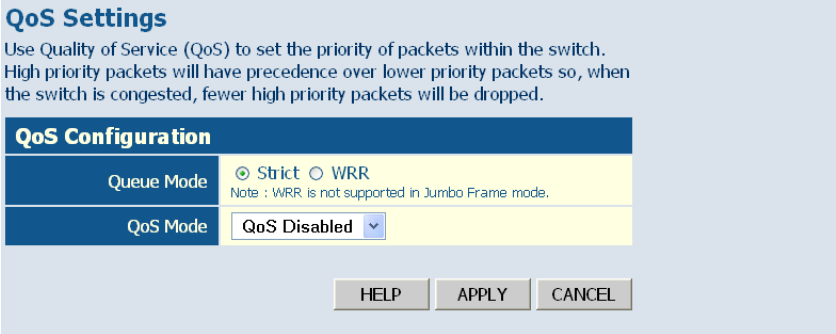 QoS Settings
Use Quality of Service (QoS) to set the priority of packets within the switch.
High priority packets will have precedence over lower priority packets so, when
the switch is congested, fewer high priority packets will be dropped.
QoS Configuration
Queue Mode
Strict WRR
Note : WRR is not supported in Jumbo Frame mode.
QoS Mode
QoS Disabled
HELP APPLY CANCEL